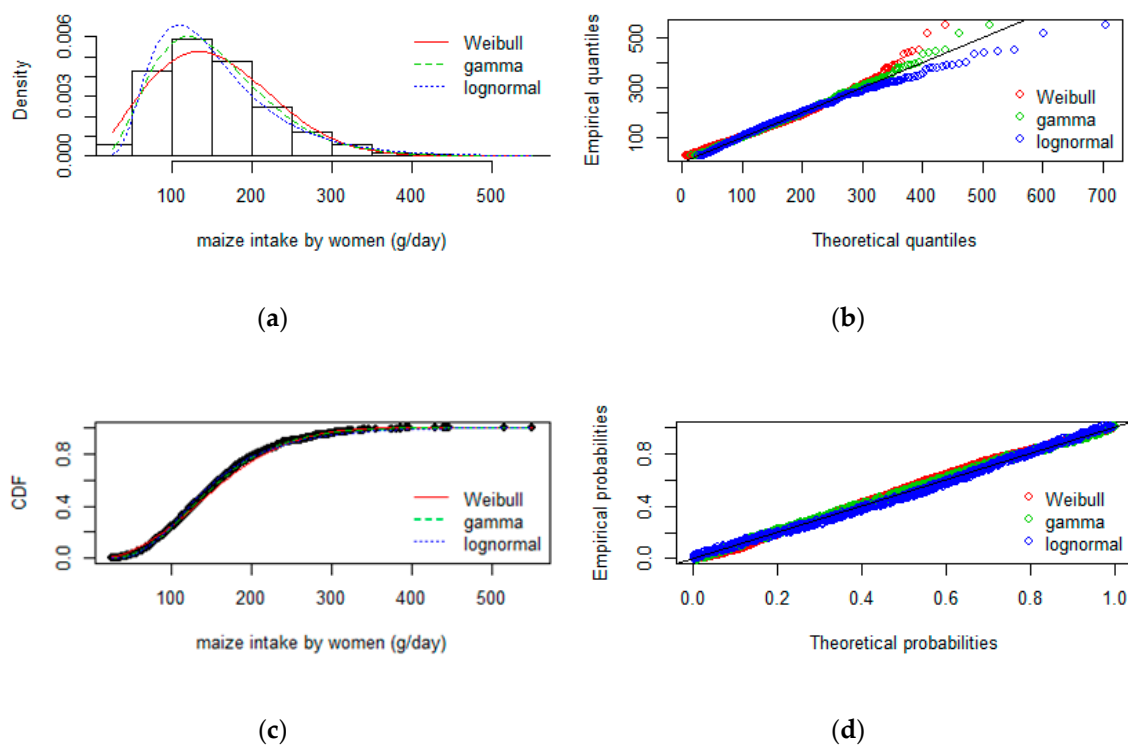 Density
0.000 0.003 0.006
Weibull
gamma
lognormal
100 200 300 400 500
maize intake by women (g/day)
(a)
Empirical quantiles
100 300 500
Weibull
gamma
lognormal
0 100 200 300 400 500 600 700
Theoretical quantiles
(b)
CDF
0.0 0.4 0.8
Weibull
gamma
lognormal
100 200 300 400 500
maize intake by women (g/day)
(c)
Empirical probabilities
0.0 0.4 0.8
Weibull
gamma
lognormal
0.0 0.2 0.4 0.6 0.8 1.0
Theoretical probabilities
(d)